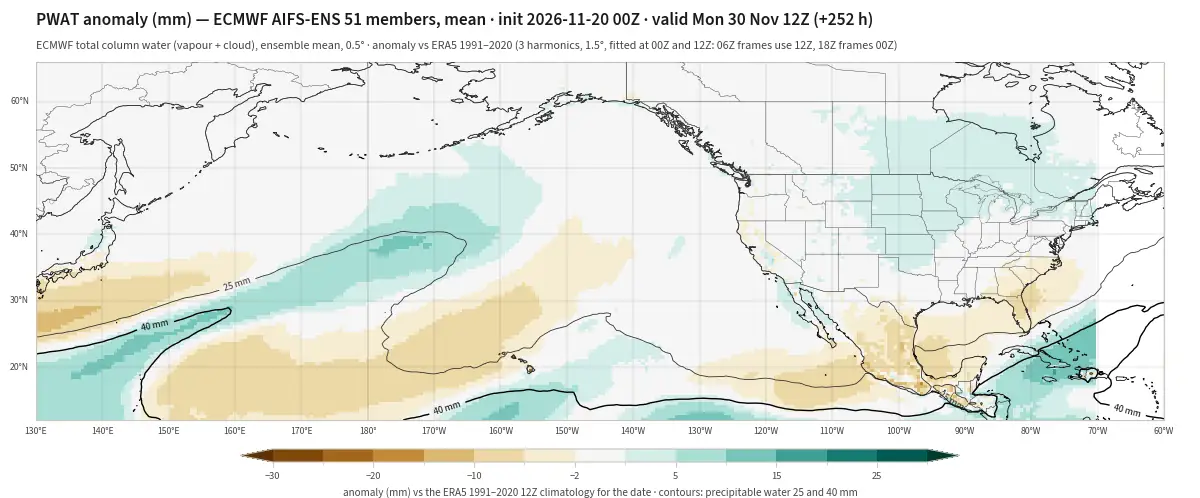 PWAT anomaly (mm) — ECMWF AIFS-ENS 51 members, mean · init 2026-11-20 00Z · valid Mon 30 Nov 12Z (+252 h)
ECMWF total column water (vapour + cloud), ensemble mean, 0.5° · anomaly vs ERA5 1991–2020 (3 harmonics, 1.5°, fitted at 00Z and 12Z: 06Z frames use 12Z, 18Z frames 00Z)
60°N
50°N
40°N
30°N
20°N
25 mm
40 mm
40 mm
40 mm
130°E 140°E 150°E 160°E 170°E 180° 170°W 160°W 150°W 140°W 130°W 120°W 110°W 100°W 90°W 80°W 70°W 60°W
−30 −20 −10 −2 5 15 25
anomaly (mm) vs the ERA5 1991–2020 12Z climatology for the date · contours: precipitable water 25 and 40 mm